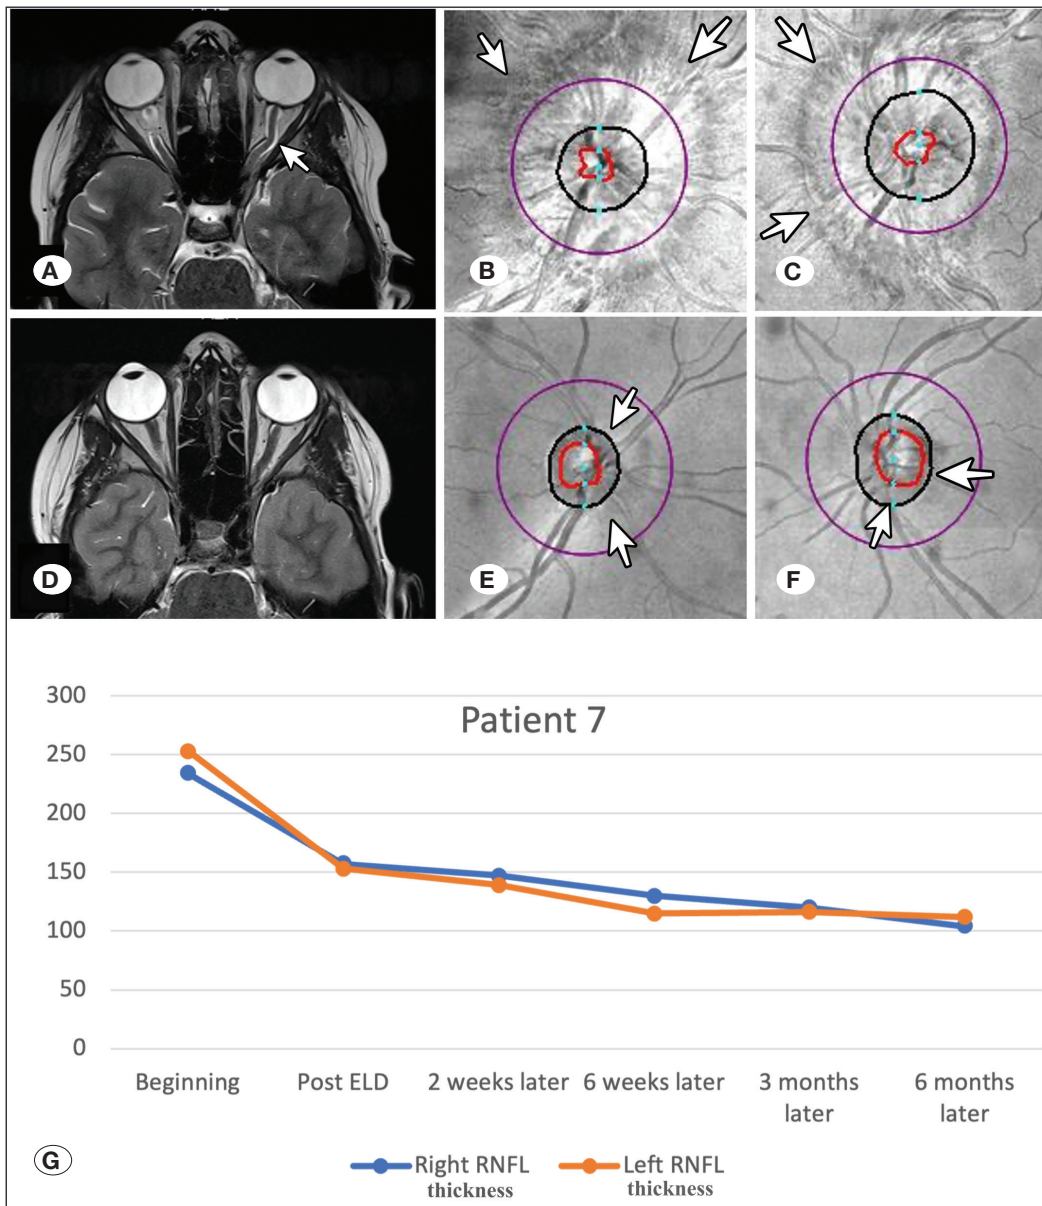 A
B
C
D
E
F
Patient 7
300
250
200
150
100
50
0
Beginning
Post ELD
2 weeks later
6 weeks later
3 months
later
6 months
later
G
Right RNFL
thickness
Left RNFL
thickness